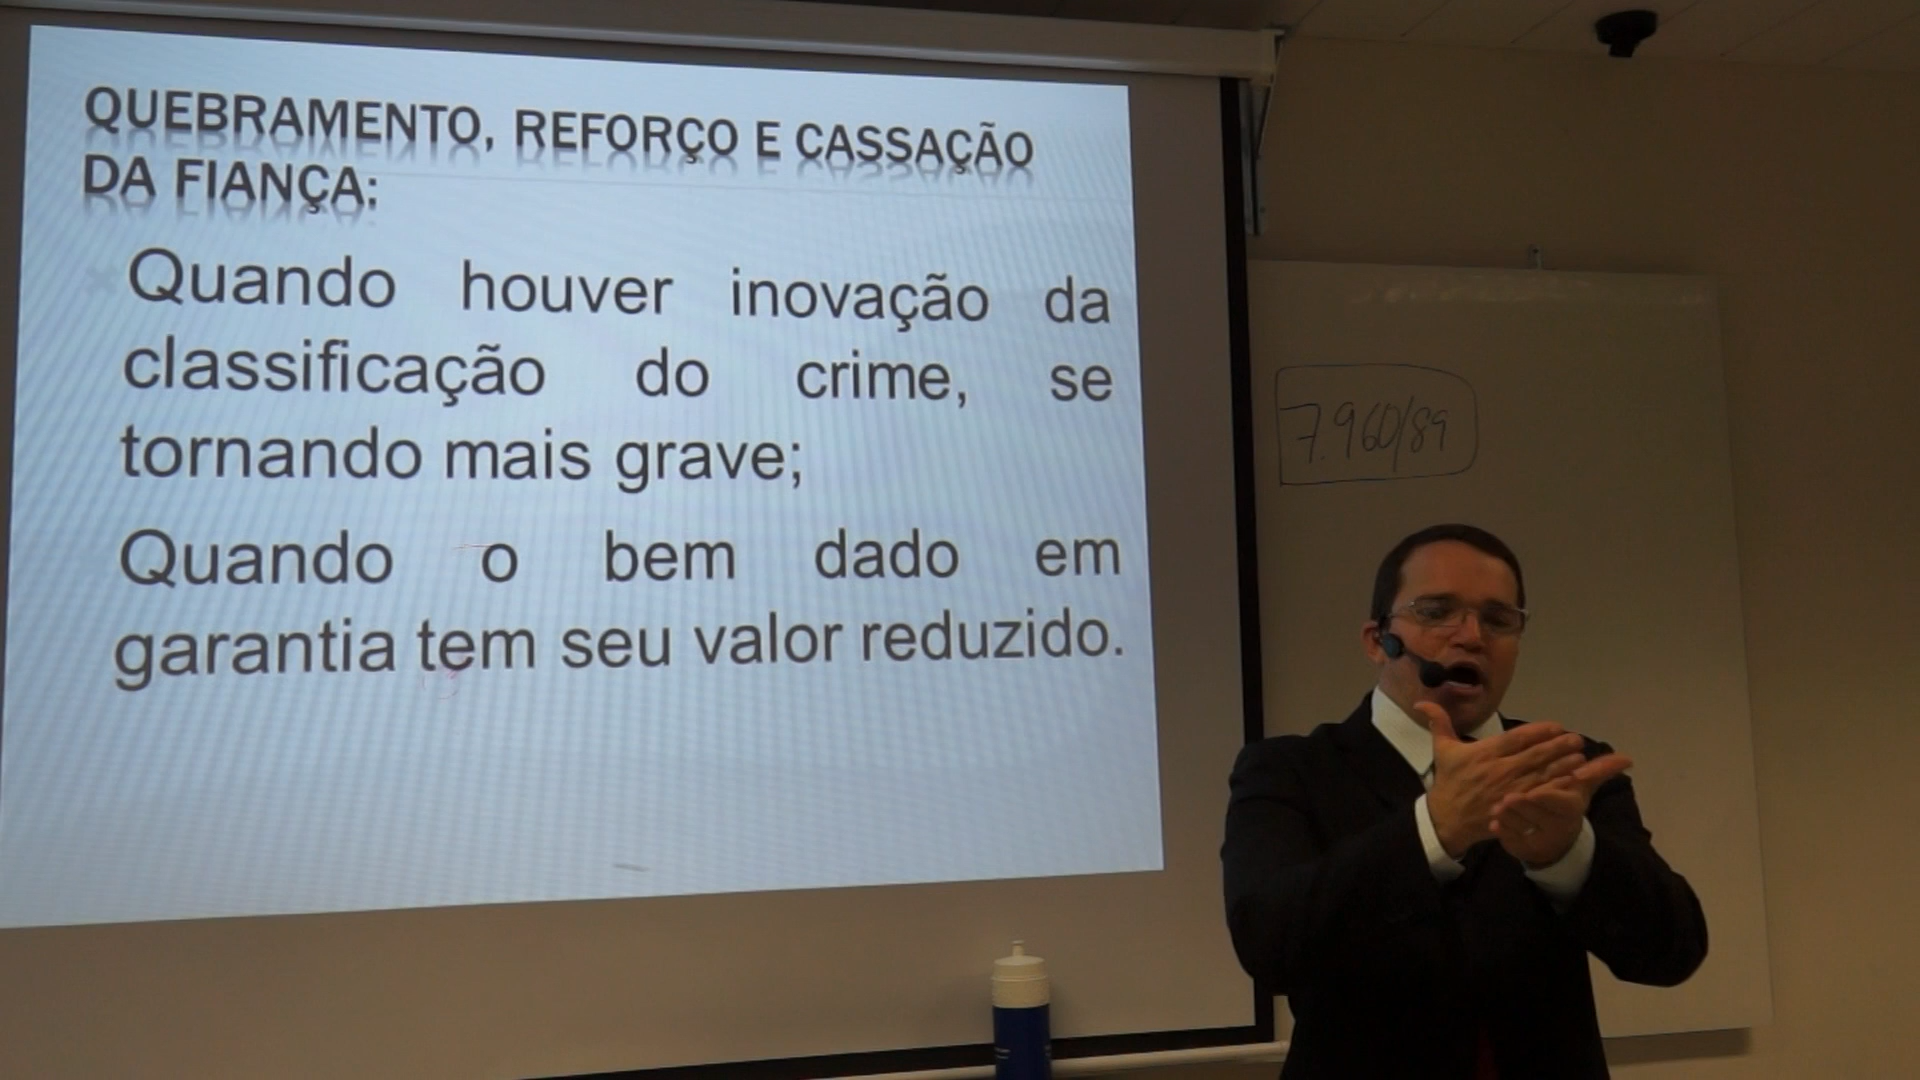 QUEBRAMENTO, REFORÇO E CASSAÇÃO
DA FIANÇA:
Quando houver inovação da
classificação do crime, se
tornando mais grave;
Quando o bem dado em
garantia tem seu valor reduzido.
7.960/89